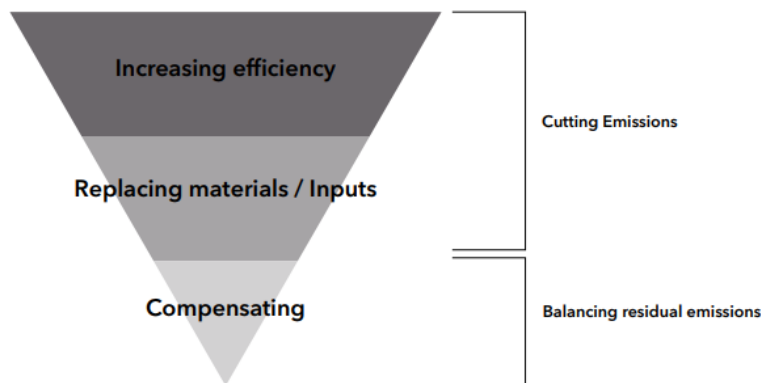 Increasing efficiency
Cutting Emissions
Replacing materials / Inputs
Compensating
Balancing residual emissions